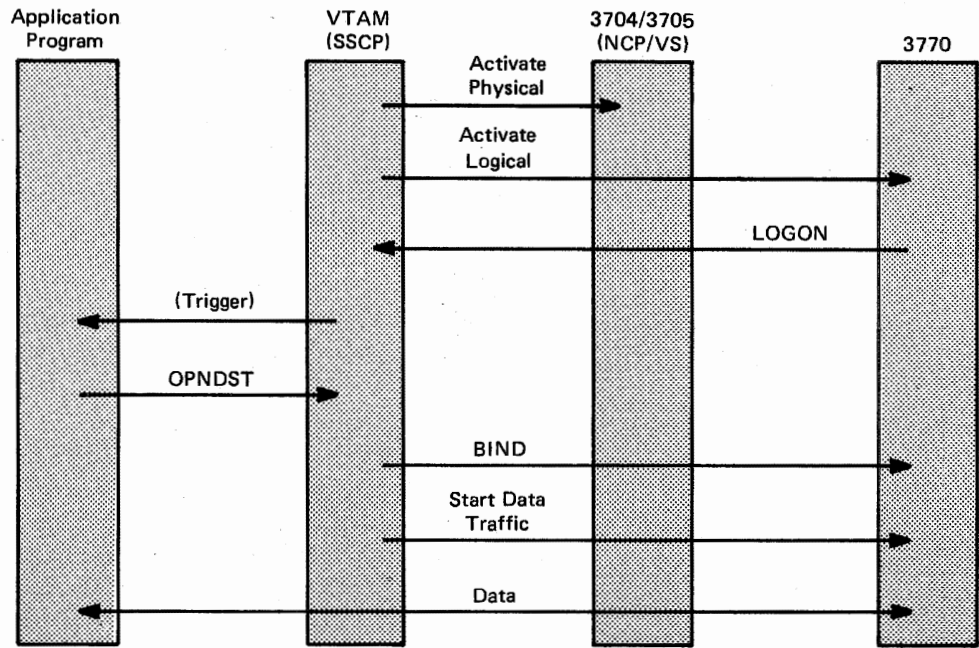 Application
Program
VTAM
(SSCP)
3704/3705
(NCP/VS)
3770
Activate
Physical
Activate
Logical
LOGON
(Trigger)
OPNDST
BIND
Start Data
Traffic
Data